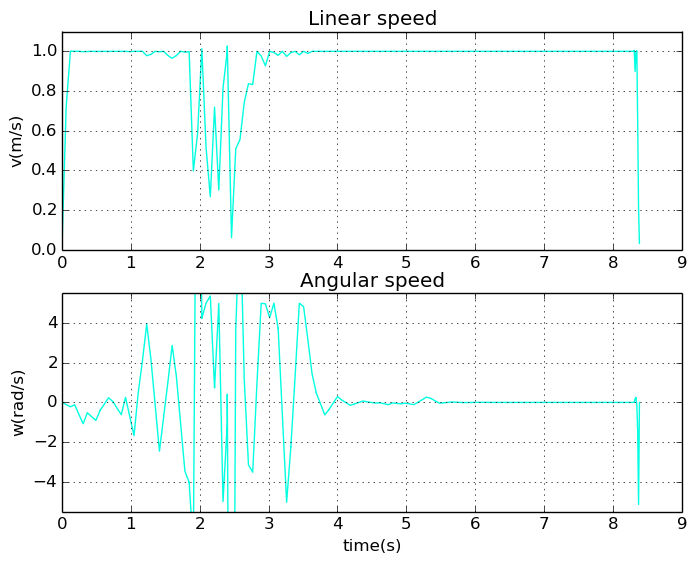 Linear speed
v(m/s)
1.0
0.8
0.6
0.4
0.2
0.0
0 1 2 3 4 5 6 7 8 9
Angular speed
w(rad/s)
4
2
0
−2
−4
0 1 2 3 4 5 6 7 8 9
time(s)